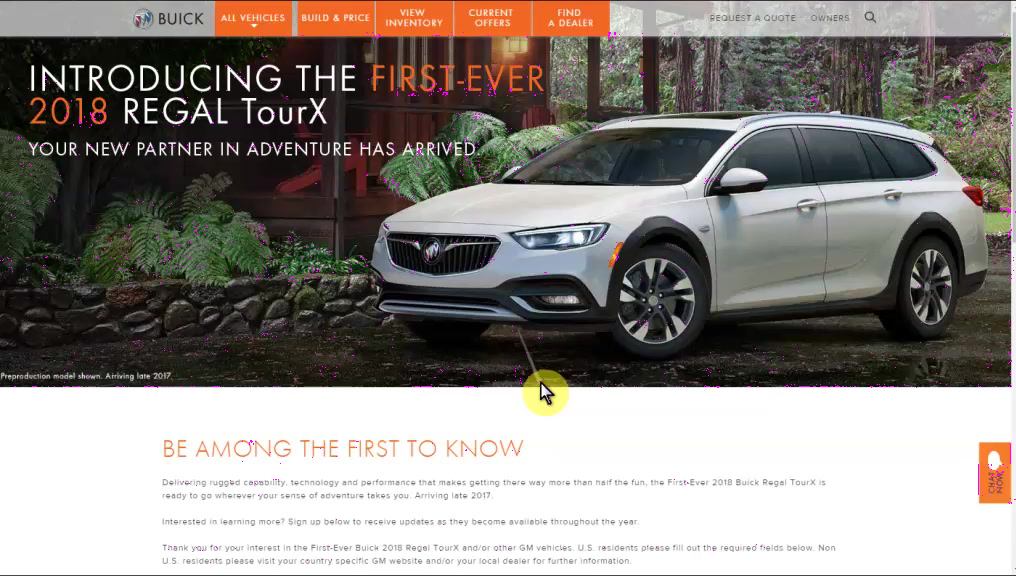 BUICK
ALL VEHICLES
BUILD & PRICE
VIEW
INVENTORY
CURRENT
OFFERS
FIND
A DEALER
REQUEST A QUOTE
OWNERS
INTRODUCING THE FIRST-EVER
2018 REGAL TourX
YOUR NEW PARTNER IN ADVENTURE HAS ARRIVED.
Preproduction model shown. Arriving late 2017.
BE AMONG THE FIRST TO KNOW
Delivering rugged capability, technology and performance that makes getting there way more than half the fun, the First-Ever 2018 Buick Regal TourX is
ready to go wherever your sense of adventure takes you. Arriving late 2017.
Interested in learning more? Sign up below to receive updates as they become available throughout the year.
Thank you for your interest in the First-Ever Buick 2018 Regal TourX and/or other GM vehicles. U.S. residents please fill out the required fields below. Non
U.S. residents please visit your country specific GM website and/or your local dealer for further information.
CHAT
NOW